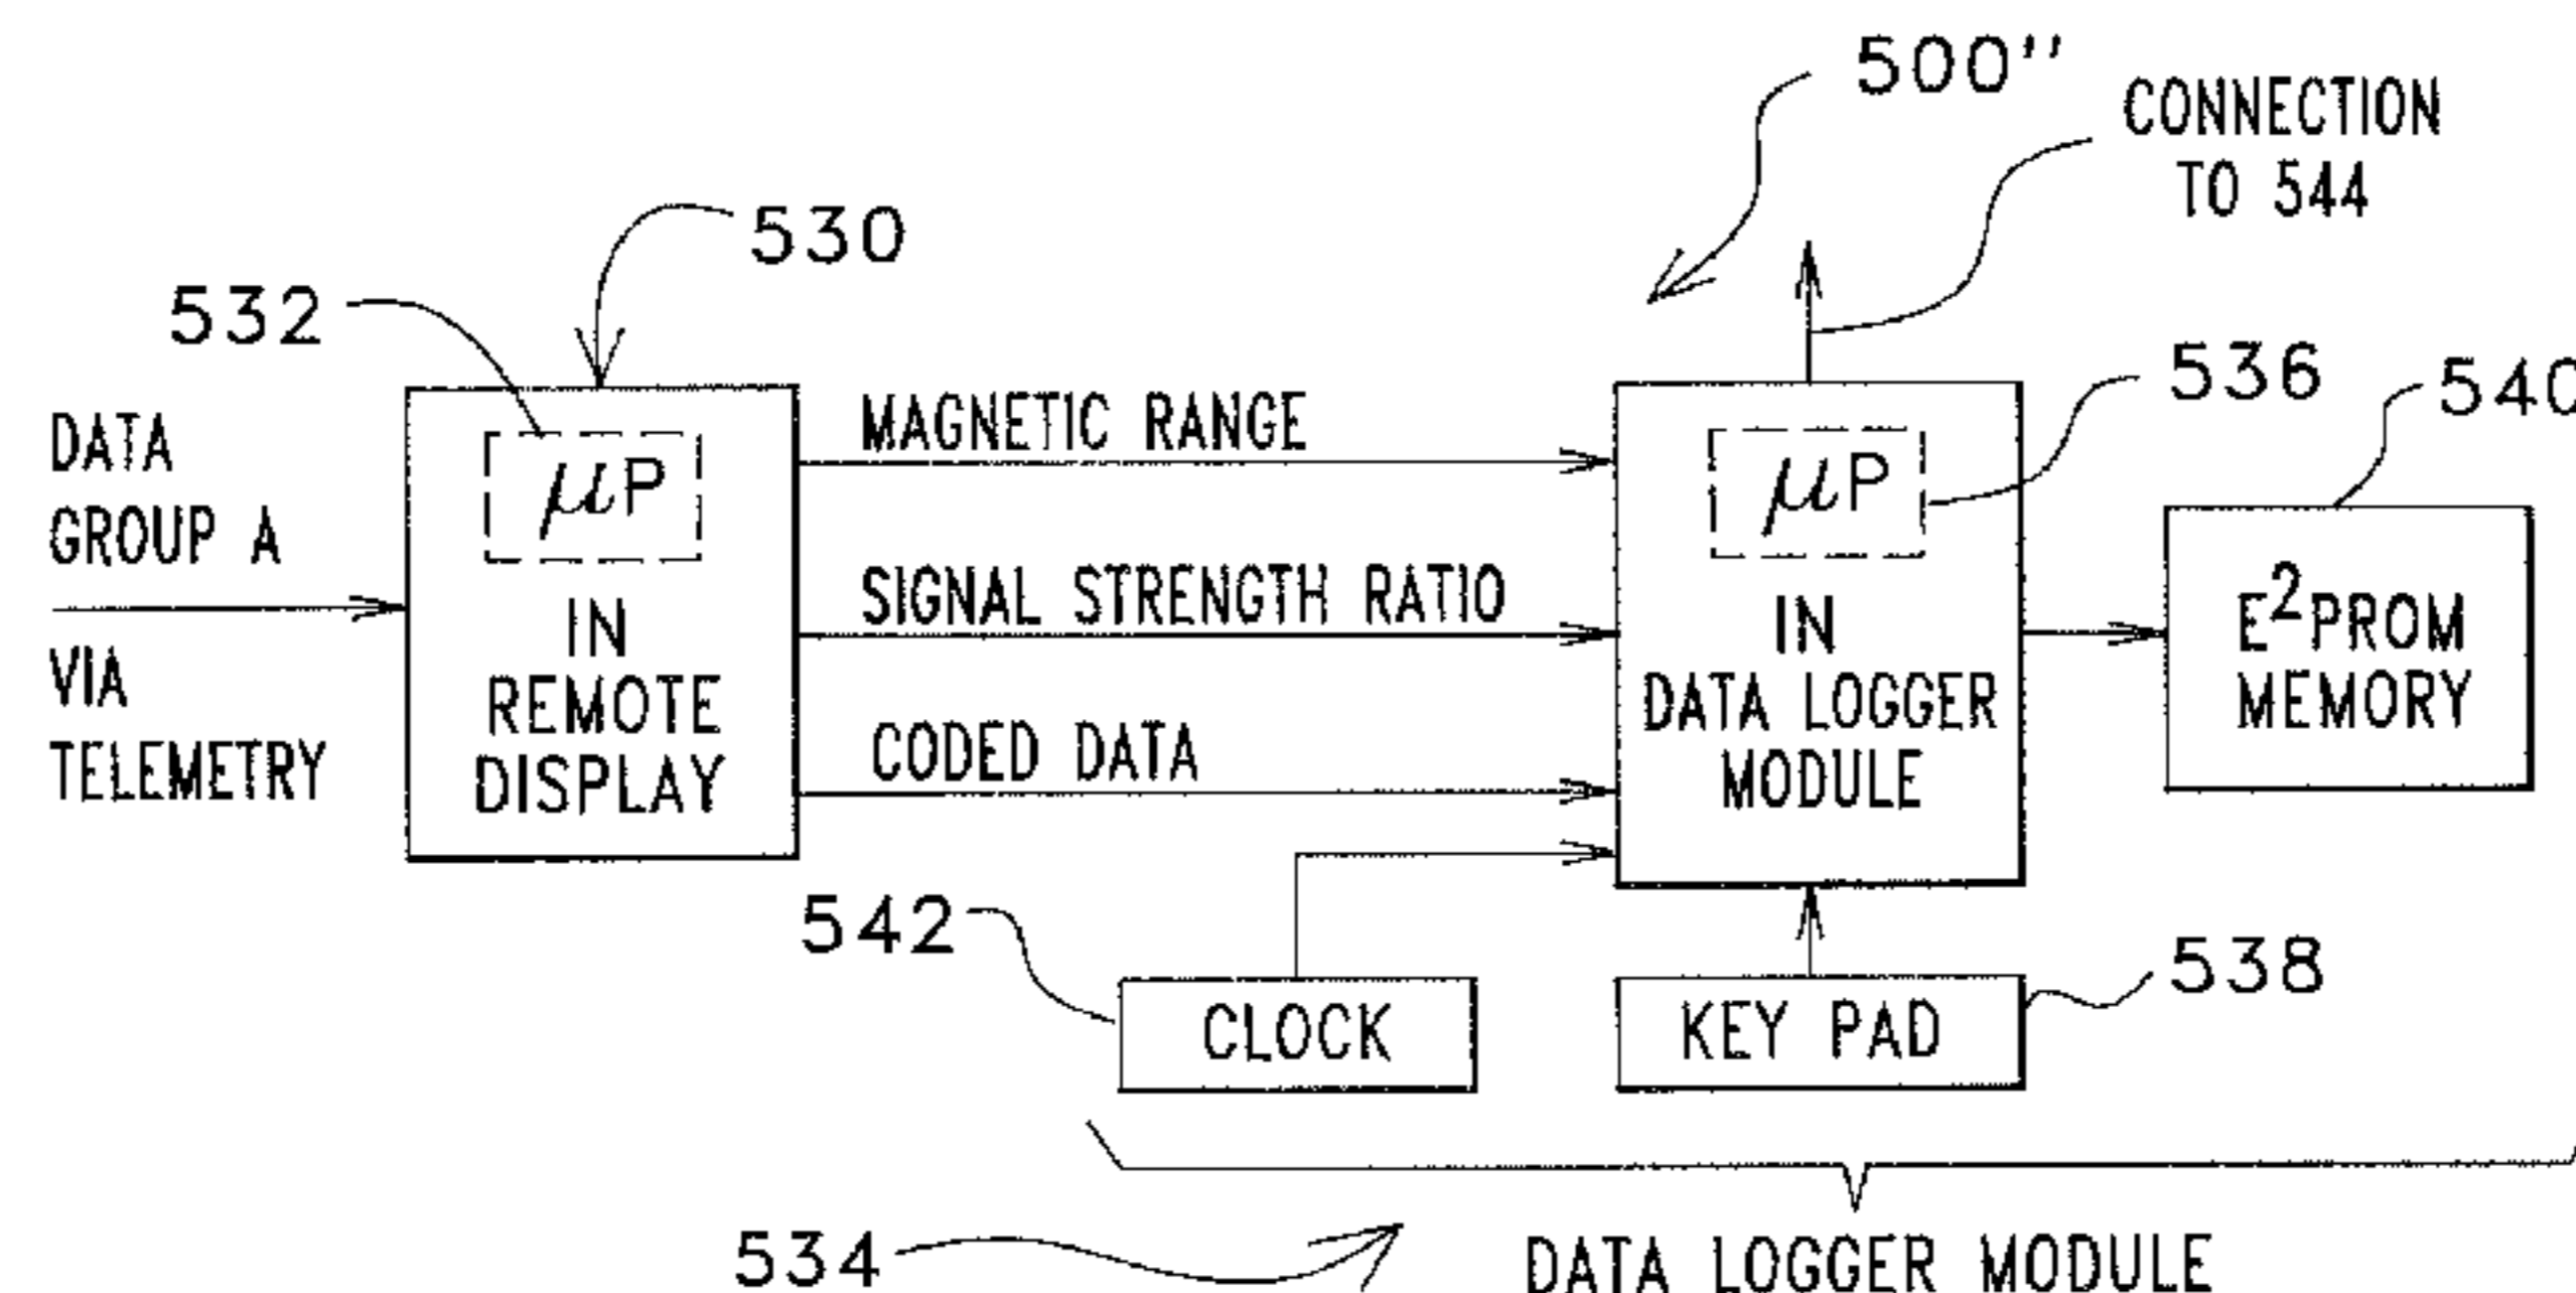 500"
CONNECTION
TO 544
530
532
536
540
DATA
GROUP A
VIA
TELEMETRY
μP
IN
REMOTE
DISPLAY
MAGNETIC RANGE
SIGNAL STRENGTH RATIO
CODED DATA
μP
IN
DATA LOGGER
MODULE
E²PROM
MEMORY
542
CLOCK
KEY PAD
538
534
DATA LOGGER MODULE